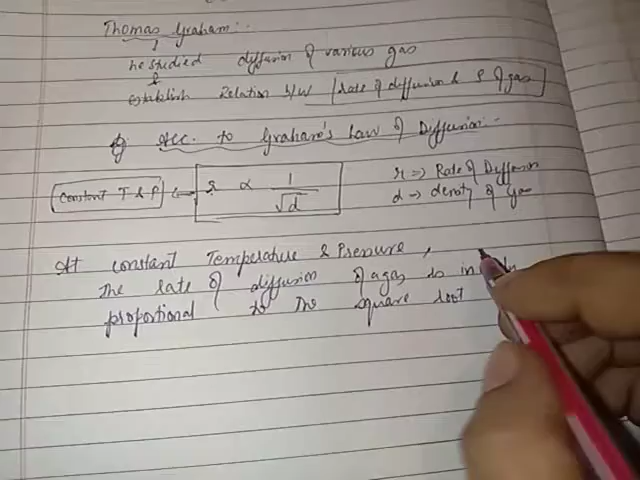 Thomas Graham:-
he studied diffusion of various gas
&
establish Relation b/w [rate of diffusion & ρ of gas]
Acc. to Graham's Law of Diffusion:-
Constant T & P r ∝ 1/√d r => Rate of Diffusion
d → density of Gas
At constant Temperature & Pressure,
The rate of diffusion of a gas is
proportional to the square root